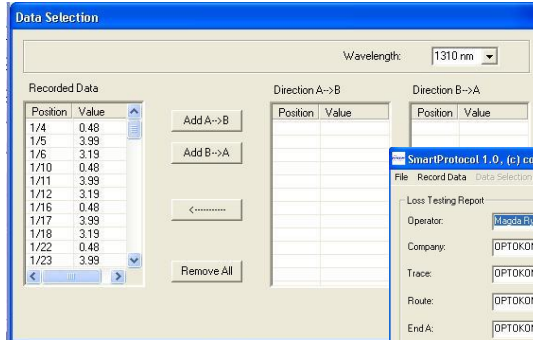 Data Selection
Wavelength: 1310 nm
Recorded Data
Position Value
1/4 0.48
1/5 3.99
1/6 3.19
1/10 0.48
1/11 3.99
1/12 3.19
1/16 0.48
1/17 3.99
1/18 3.19
1/22 0.48
1/23 3.99
Add A-->B
Add B-->A
<-----------
Remove All
Direction A-->B
Position Value
Direction B-->A
Position Value
SmartProtocol 1.0, (c) co
File Record Data Data Selection
Loss Testing Report
Operator: Magda Ry
Company: OPTOKON
Trace: OPTOKON
Route: OPTOKON
End A: OPTOKON